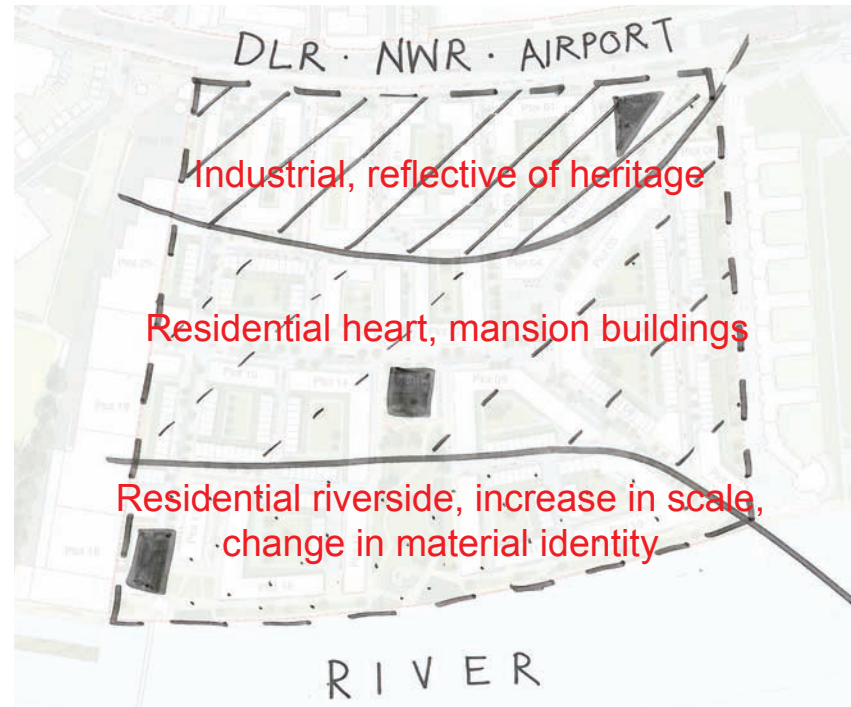 DLR · NWR · AIRPORT
Industrial, reflective of heritage
Residential heart, mansion buildings
Residential riverside, increase in scale,
change in material identity
RIVER